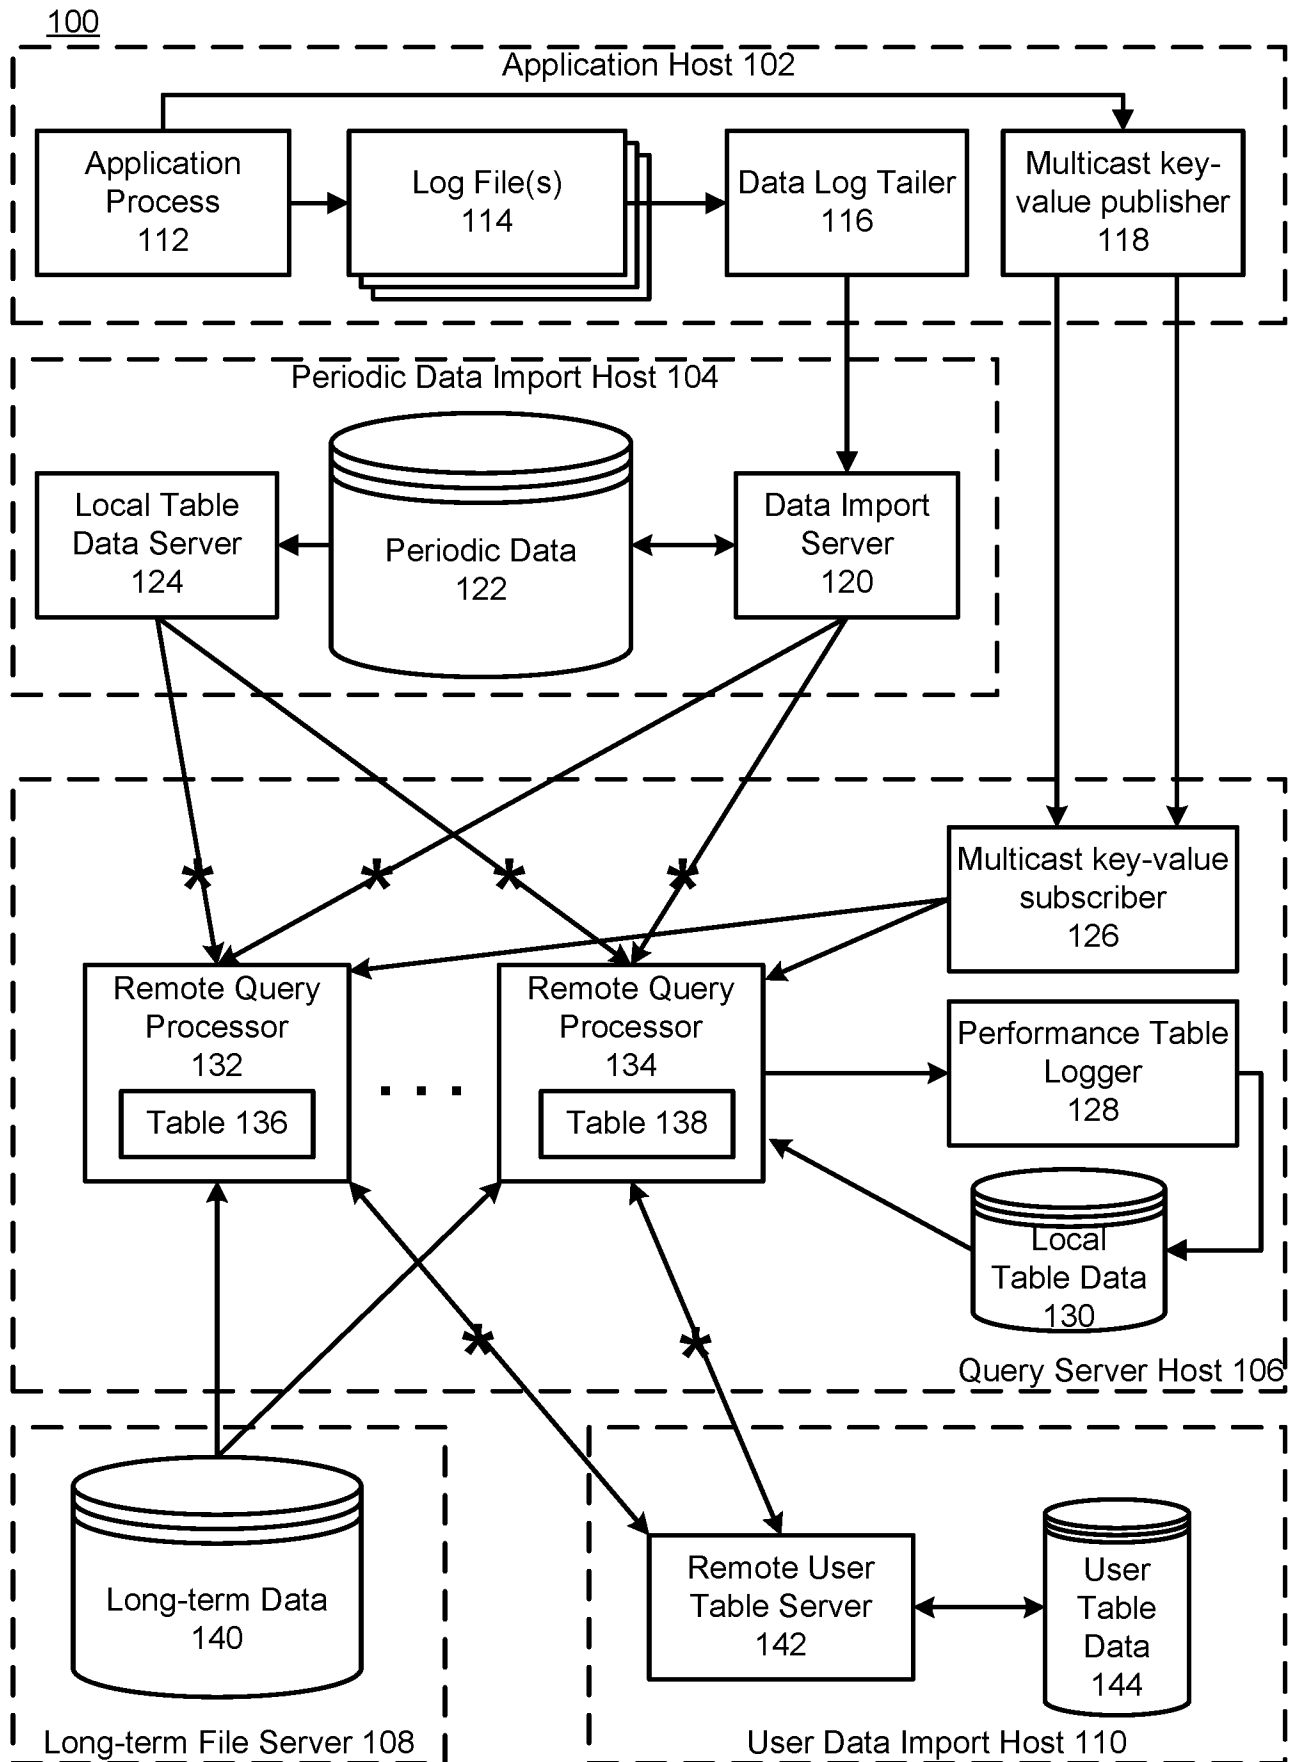 100
Application Host 102
Application
Process
112
Log File(s)
114
Data Log Tailer
116
Multicast key-
value publisher
118
Periodic Data Import Host 104
Local Table
Data Server
124
Periodic Data
122
Data Import
Server
120
Multicast key-value
subscriber
126
Remote Query
Processor
132
Table 136
. . .
Remote Query
Processor
134
Table 138
Performance Table
Logger
128
Local
Table Data
130
Query Server Host 106
Long-term Data
140
Long-term File Server 108
Remote User
Table Server
142
User
Table
Data
144
User Data Import Host 110